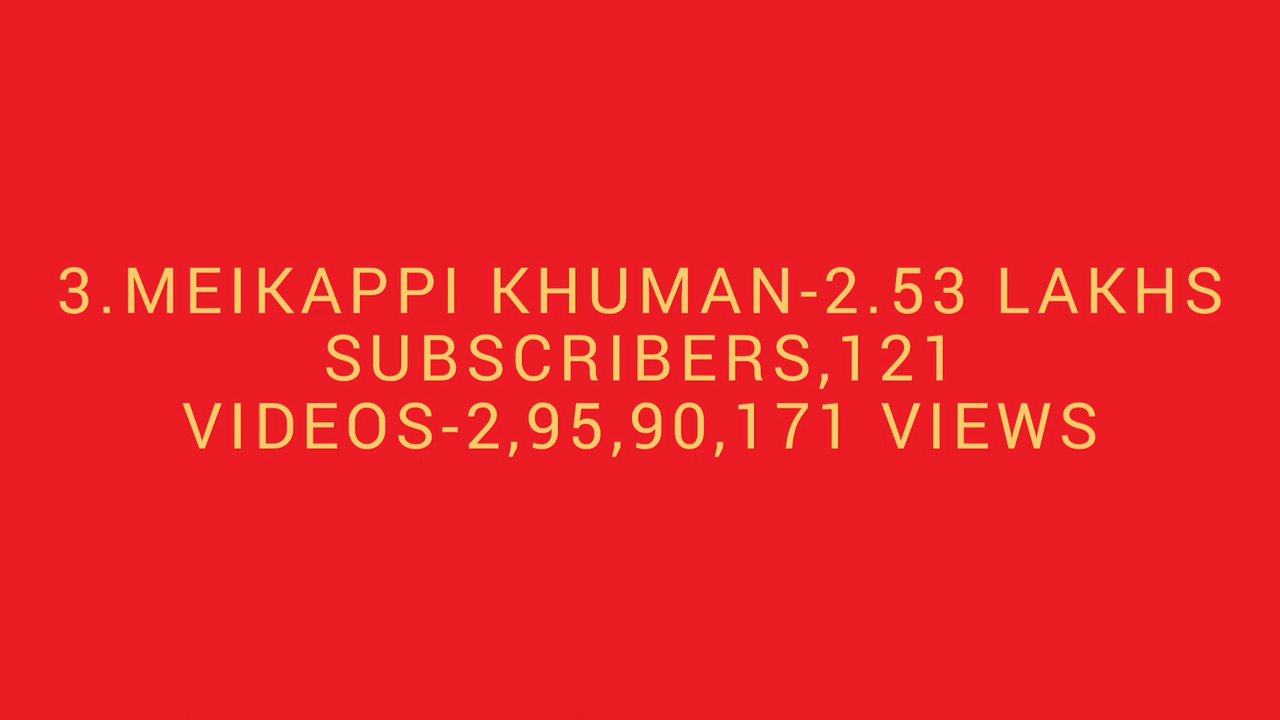 3.MEIKAPPI KHUMAN-2.53 LAKHS
SUBSCRIBERS,121
VIDEOS-2,95,90,171 VIEWS